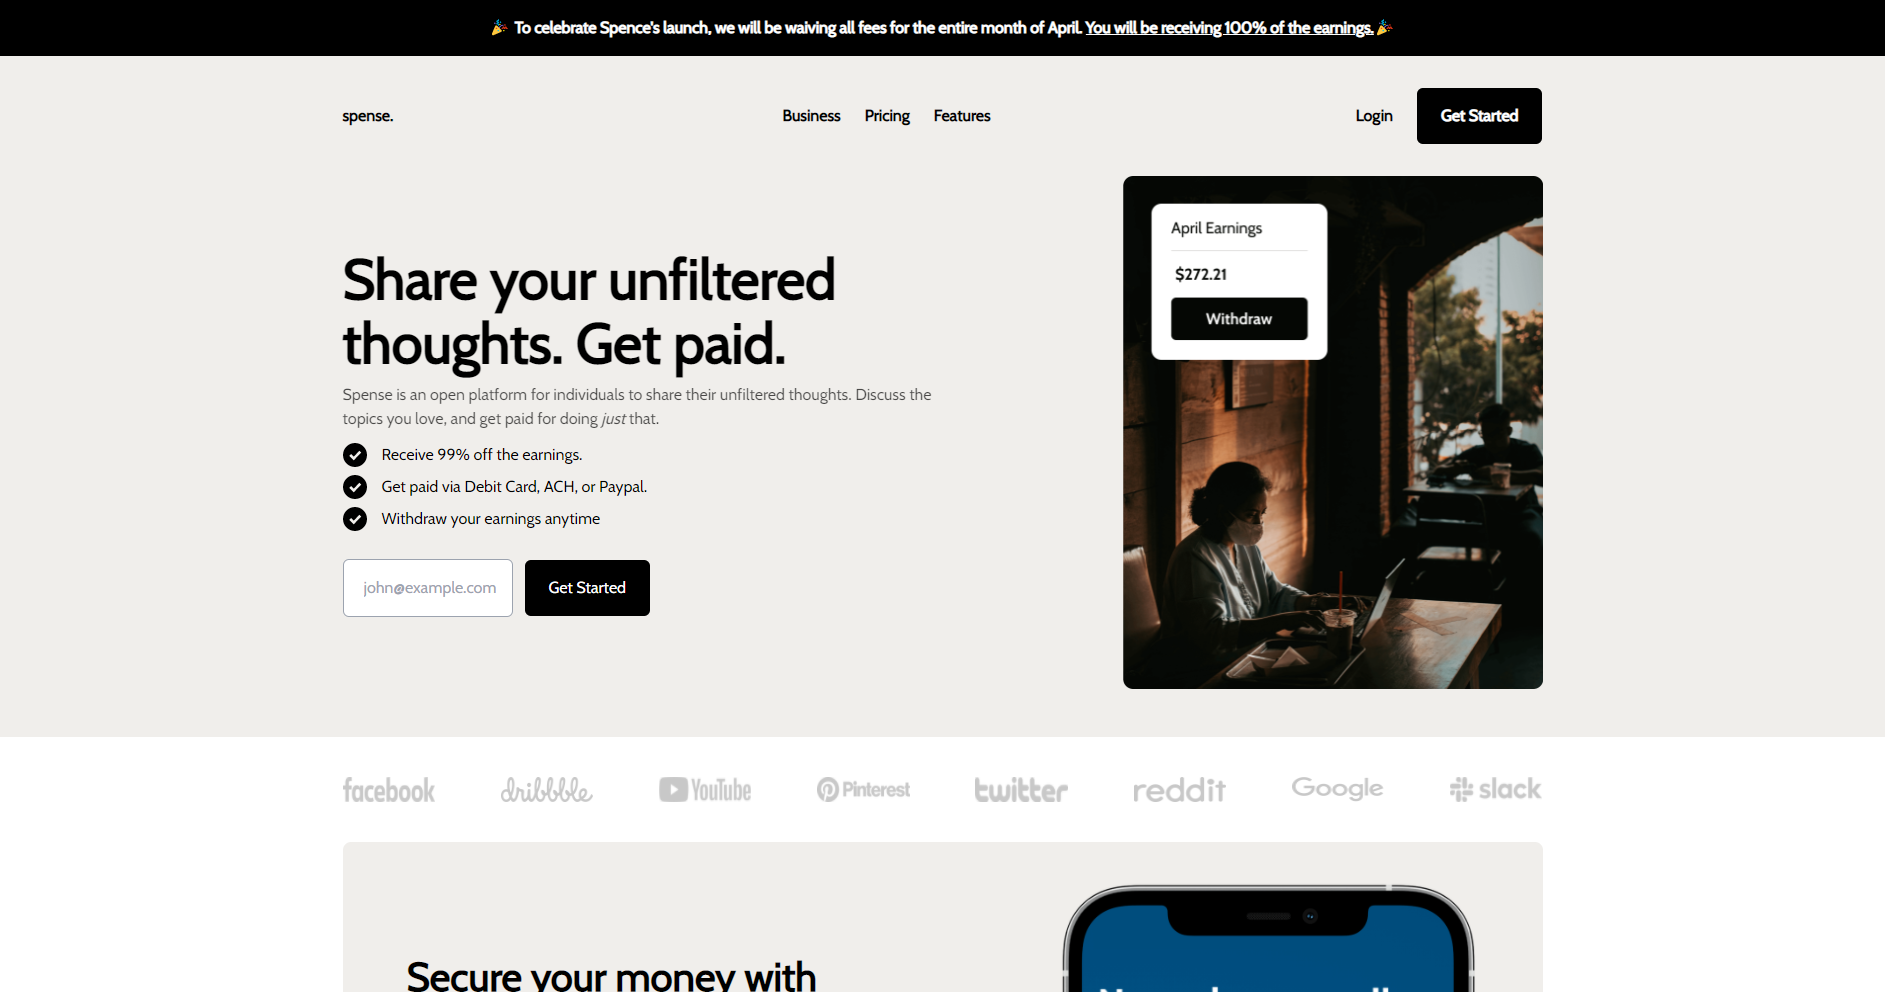 🎉 To celebrate Spence's launch, we will be waiving all fees for the entire month of April. You will be receiving 100% of the earnings. 🎉
spense.
Business
Pricing
Features
Login
Get Started
Share your unfiltered
thoughts. Get paid.
Spense is an open platform for individuals to share their unfiltered thoughts. Discuss the
topics you love, and get paid for doing just that.
Receive 99% off the earnings.
Get paid via Debit Card, ACH, or Paypal.
Withdraw your earnings anytime
john@example.com
Get Started
April Earnings
$272.21
Withdraw
facebook
dribbble
YouTube
Pinterest
twitter
reddit
Google
slack
Secure your money with